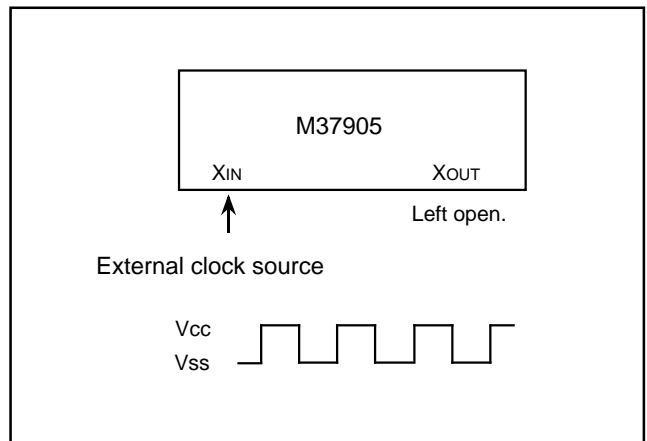 M37905
XIN XOUT
Left open.
External clock source
Vcc
Vss